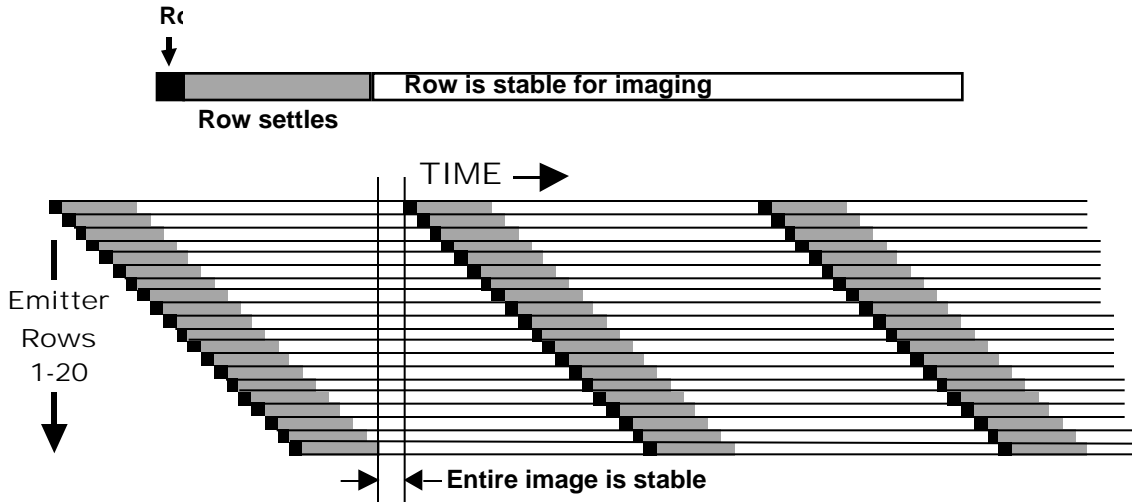 Row is stable for imaging
Row settles
TIME
Emitter
Rows
1-20
Entire image is stable